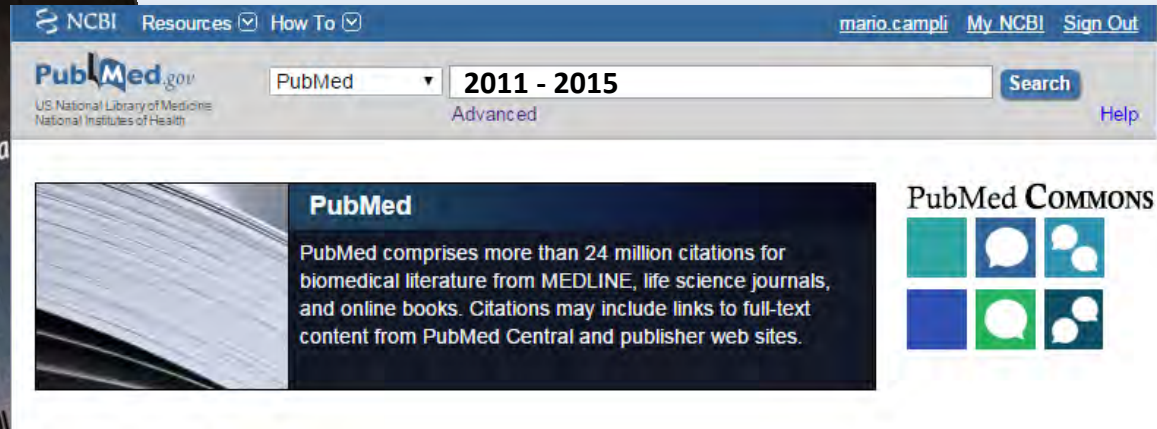 NCBI Resources How To mario.campli My NCBI Sign Out
PubMed.gov PubMed 2011 - 2015 Search
US National Library of Medicine
National Institutes of Health
Advanced Help
PubMed
PubMed comprises more than 24 million citations for
biomedical literature from MEDLINE, life science journals,
and online books. Citations may include links to full-text
content from PubMed Central and publisher web sites.
PubMed COMMONS